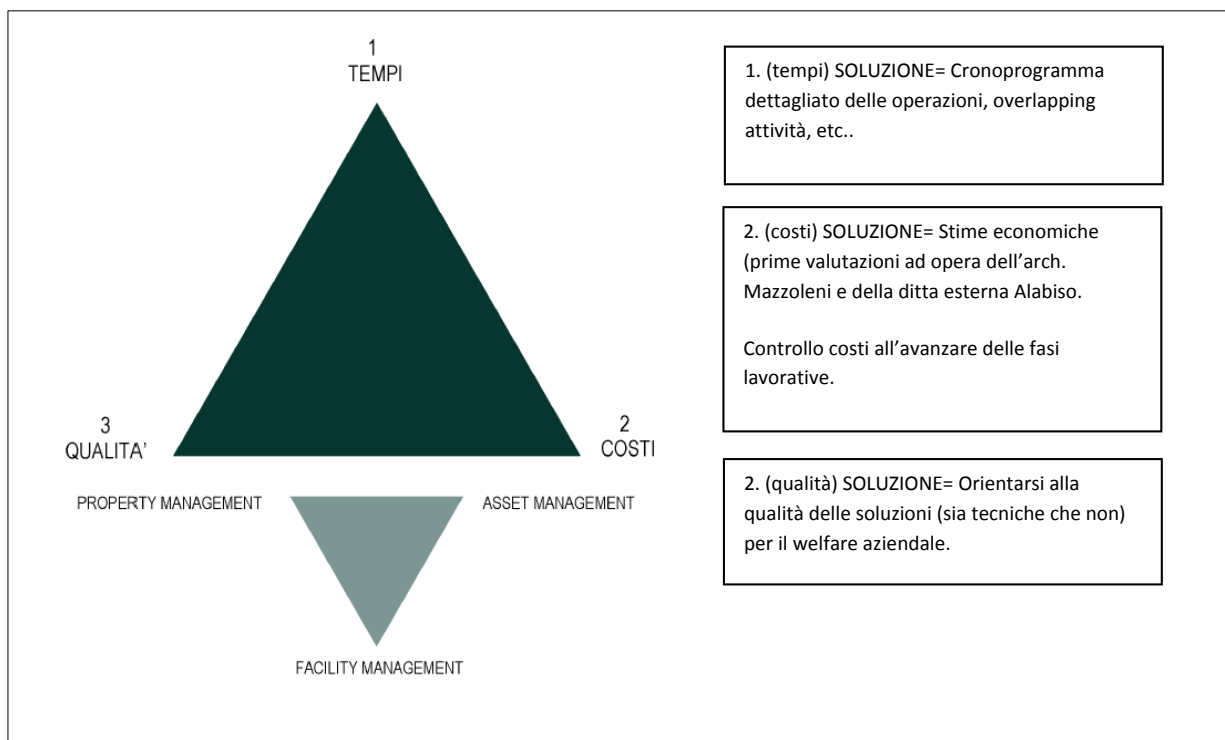 1
TEMPI
3
QUALITA’
2
COSTI
PROPERTY MANAGEMENT
ASSET MANAGEMENT
FACILITY MANAGEMENT
1. (tempi) SOLUZIONE= Cronoprogramma
dettagliato delle operazioni, overlapping
attività, etc..
2. (costi) SOLUZIONE= Stime economiche
(prime valutazioni ad opera dell’arch.
Mazzoleni e della ditta esterna Alabiso.
Controllo costi all’avanzare delle fasi
lavorative.
2. (qualità) SOLUZIONE= Orientarsi alla
qualità delle soluzioni (sia tecniche che non)
per il welfare aziendale.